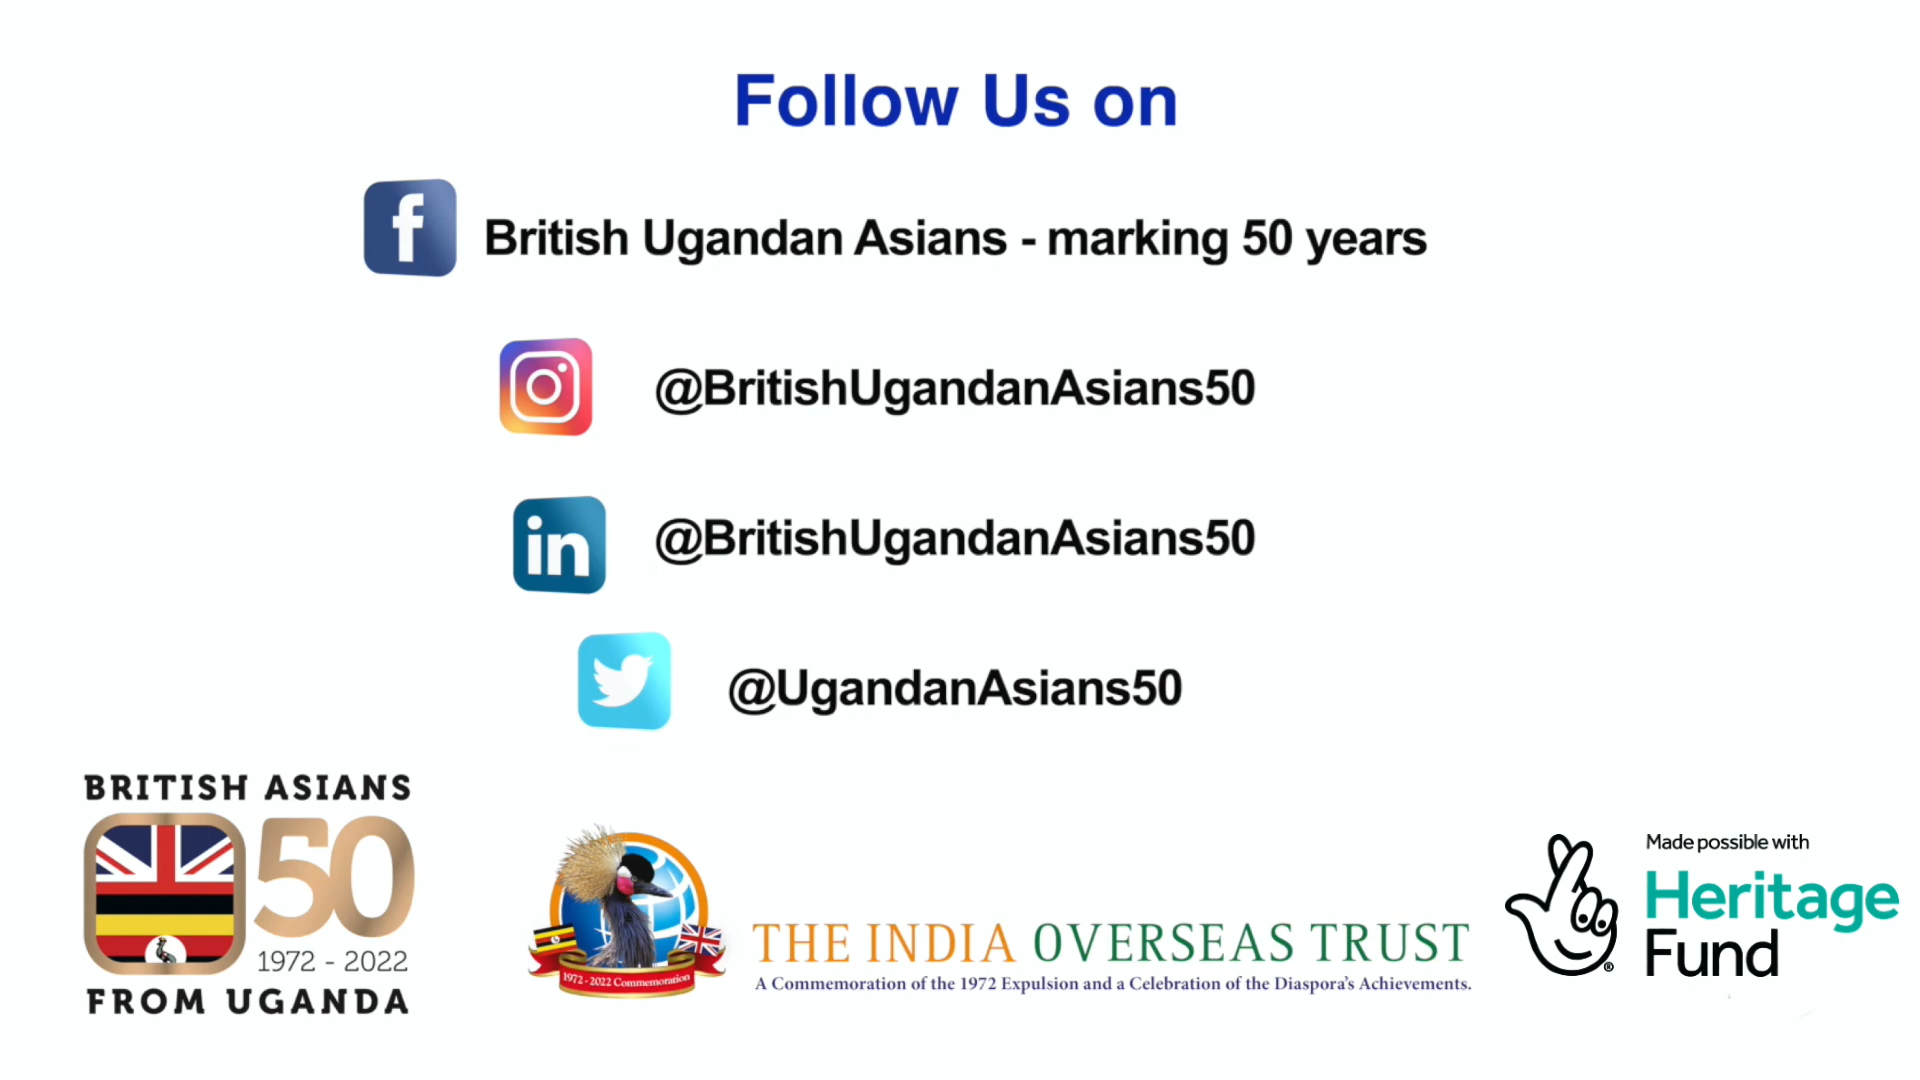 Follow Us on
f British Ugandan Asians - marking 50 years
@BritishUgandanAsians50
in @BritishUgandanAsians50
@UgandanAsians50
BRITISH ASIANS
50
1972 - 2022
FROM UGANDA
1972 - 2022 Commemoration
THE INDIA OVERSEAS TRUST
A Commemoration of the 1972 Expulsion and a Celebration of the Diaspora's Achievements.
Made possible with
Heritage
Fund
®